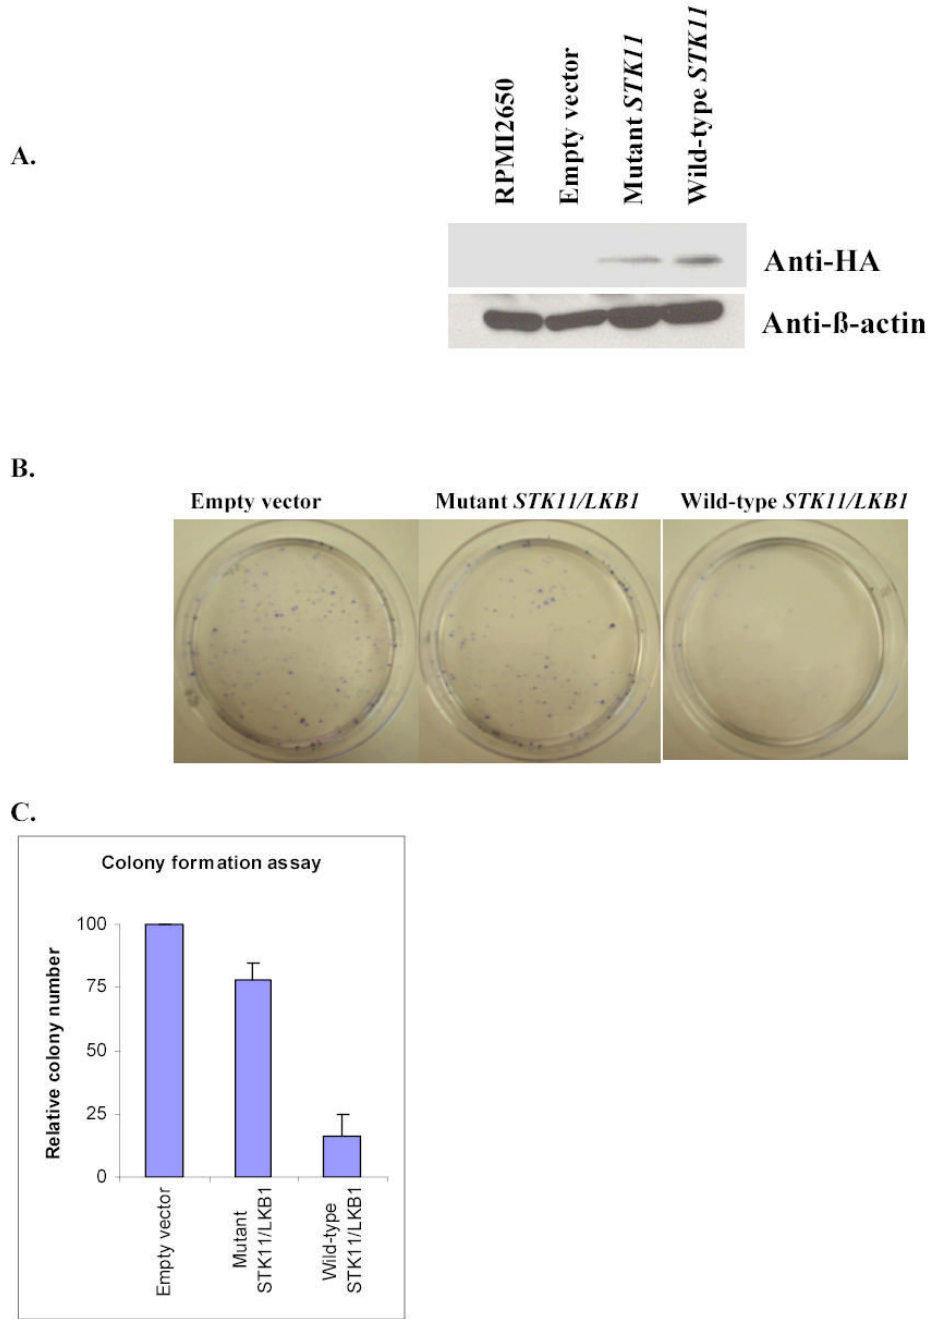 A.
RPMI2650
Empty vector
Mutant STK11
Wild-type STK11
Anti-HA
Anti-ß-actin
B.
Empty vector
Mutant STK11/LKB1
Wild-type STK11/LKB1
C.
Colony formation assay
Relative colony number
100
75
50
25
0
Empty vector
Mutant
STK11/LKB1
Wild-type
STK11/LKB1